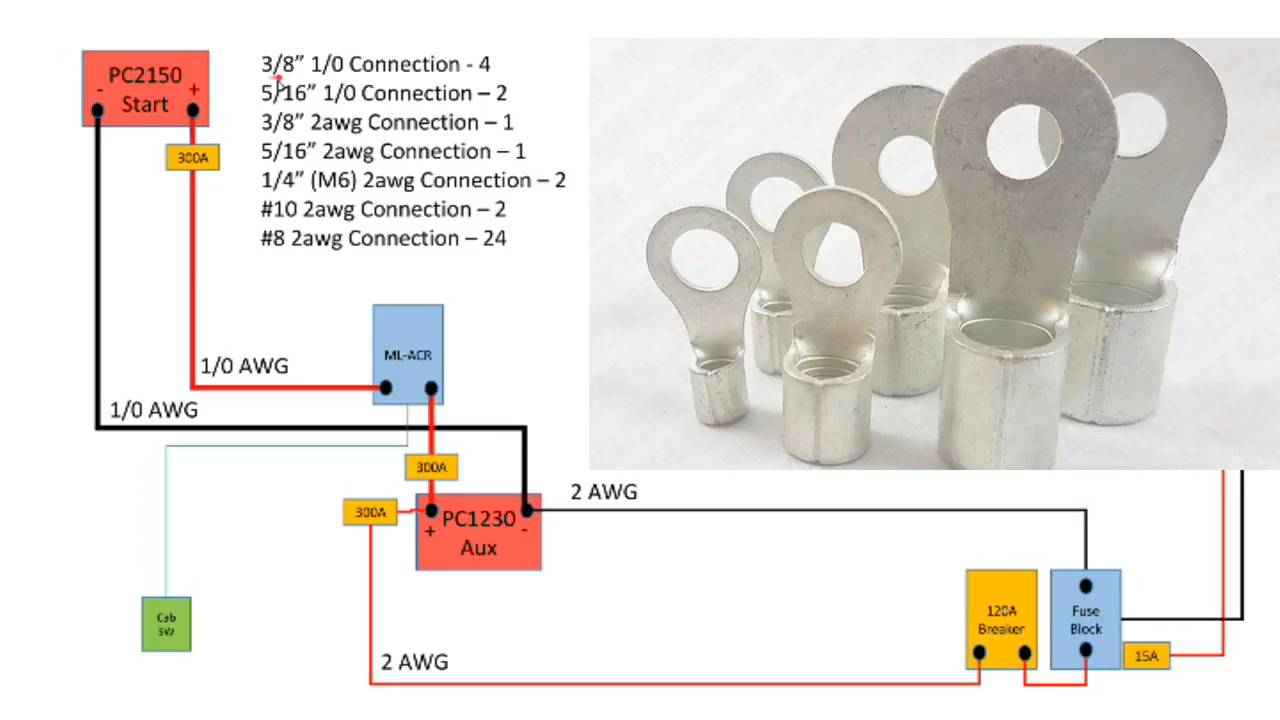 PC2150
Start
-
+
300A
3/8” 1/0 Connection - 4
5/16” 1/0 Connection – 2
3/8” 2awg Connection – 1
5/16” 2awg Connection – 1
1/4” (M6) 2awg Connection – 2
#10 2awg Connection – 2
#8 2awg Connection – 24
ML-ACR
1/0 AWG
1/0 AWG
300A
2 AWG
300A
PC1230
Aux
+
-
Cab
SW
120A
Breaker
Fuse
Block
15A
2 AWG